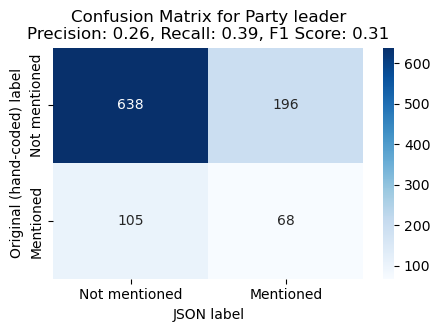 Confusion Matrix for Party leader
Precision: 0.26, Recall: 0.39, F1 Score: 0.31
Original (hand-coded) label
Not mentioned
Mentioned
638
196
105
68
600
500
400
300
200
100
Not mentioned
Mentioned
JSON label